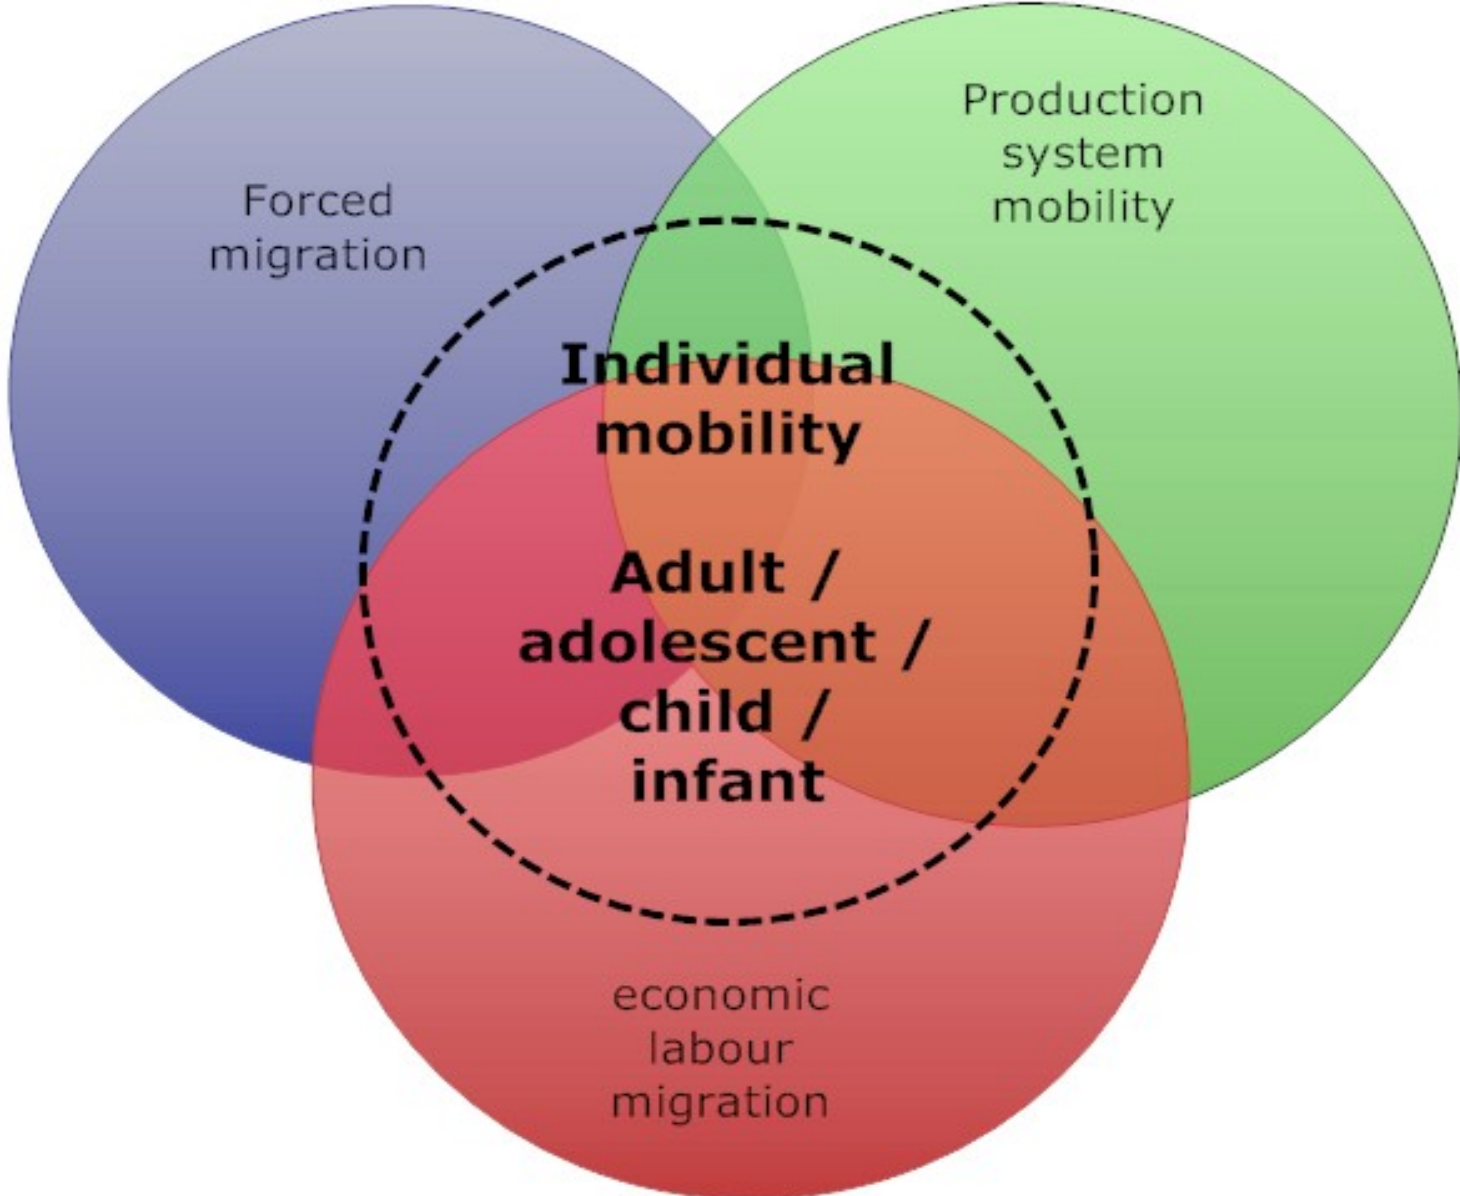 Forced
migration
Production
system
mobility
Individual
mobility
Adult /
adolescent /
child /
infant
economic
labour
migration